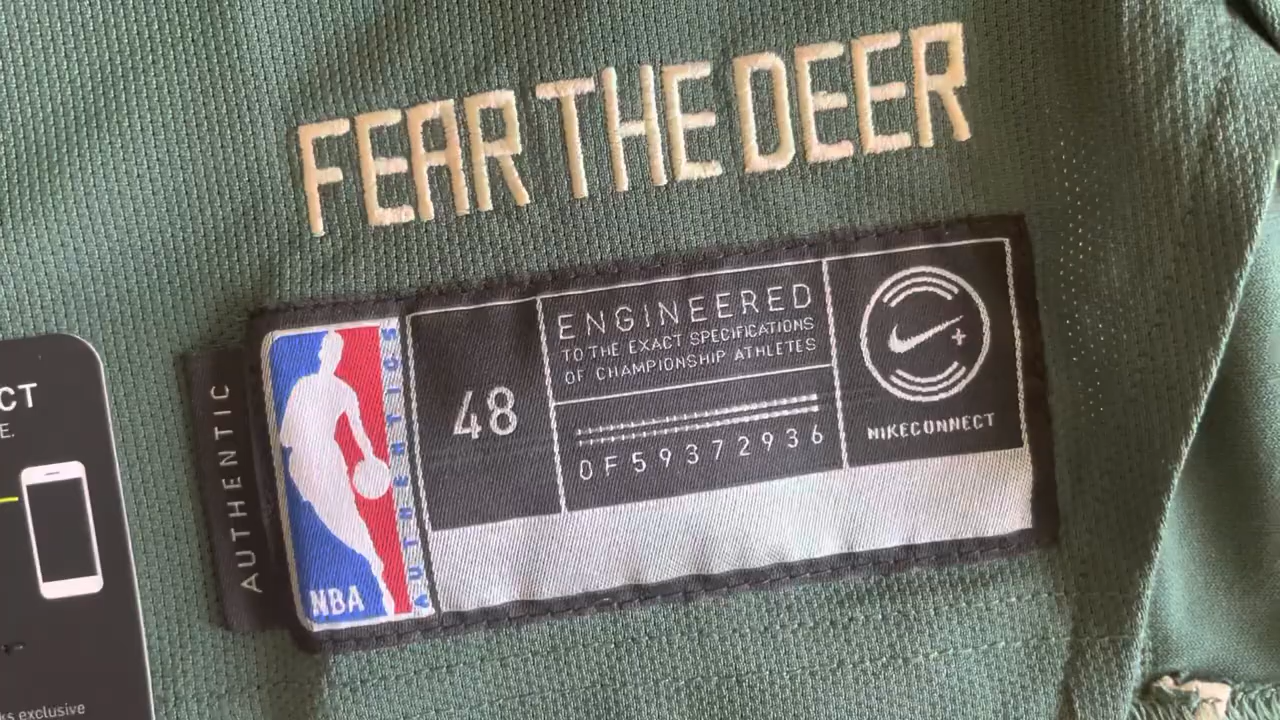 FEAR THE DEER
AUTHENTIC
NBA
AUTHENTICS
48
ENGINEERED
TO THE EXACT SPECIFICATIONS
OF CHAMPIONSHIP ATHLETES
0F59372936
NIKECONNECT
CT
E.
ks exclusive